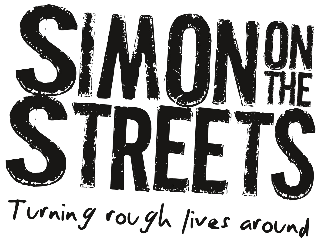 SIMON ON THE
STREETS
Turning rough lives around